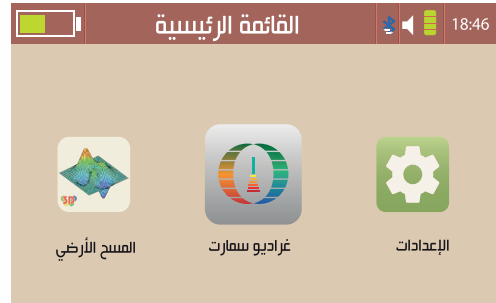 القائمة الرئيسية
18:46
3D
الإعدادات
غراديو سمارت
المسح الأرضي